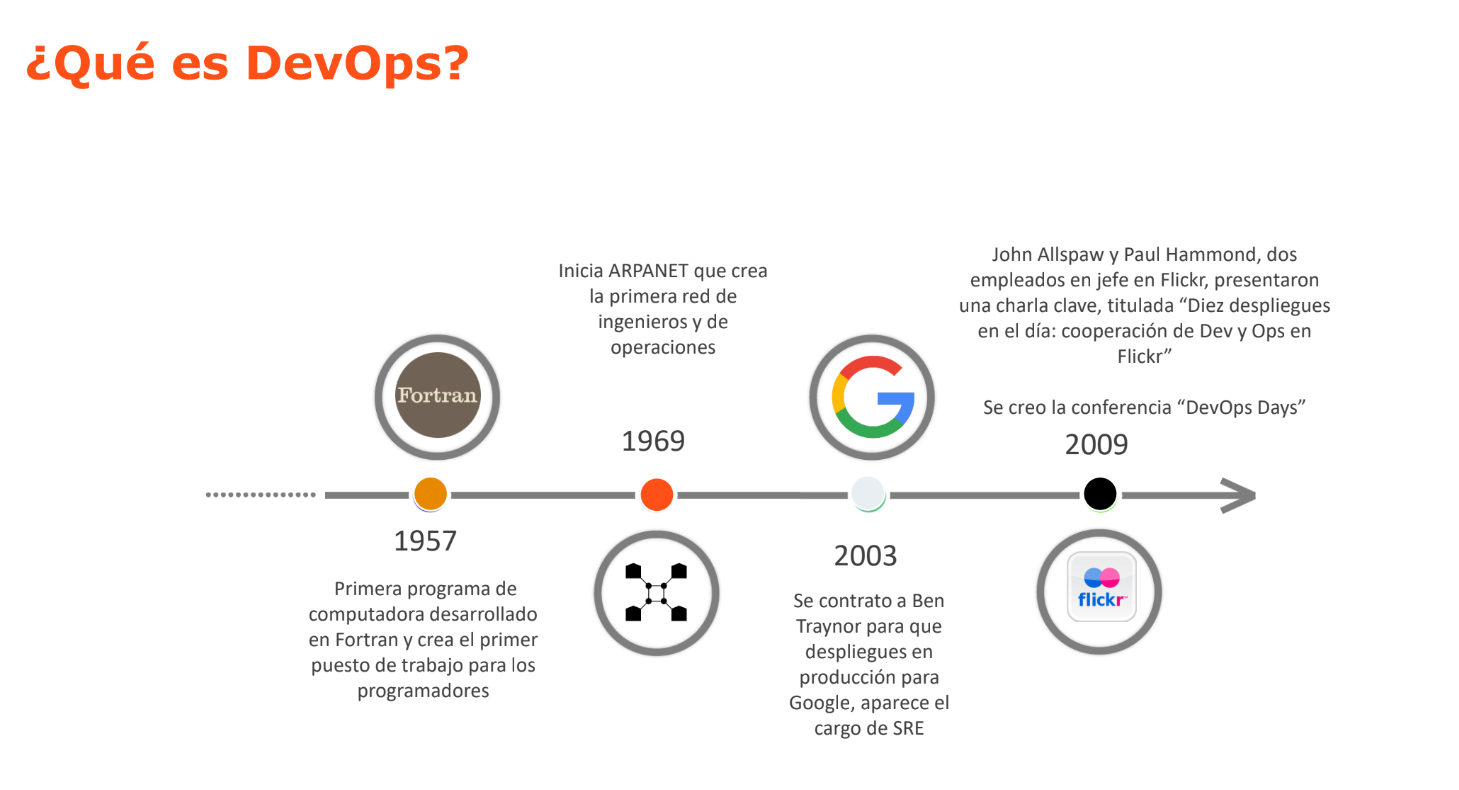 ¿Qué es DevOps?
Fortran
1957
Primera programa de
computadora desarrollado
en Fortran y crea el primer
puesto de trabajo para los
programadores
Inicia ARPANET que crea
la primera red de
ingenieros y de
operaciones
1969
2003
Se contrato a Ben
Traynor para que
despliegues en
producción para
Google, aparece el
cargo de SRE
John Allspaw y Paul Hammond, dos
empleados en jefe en Flickr, presentaron
una charla clave, titulada “Diez despliegues
en el día: cooperación de Dev y Ops en
Flickr”
Se creo la conferencia “DevOps Days”
2009
flickr